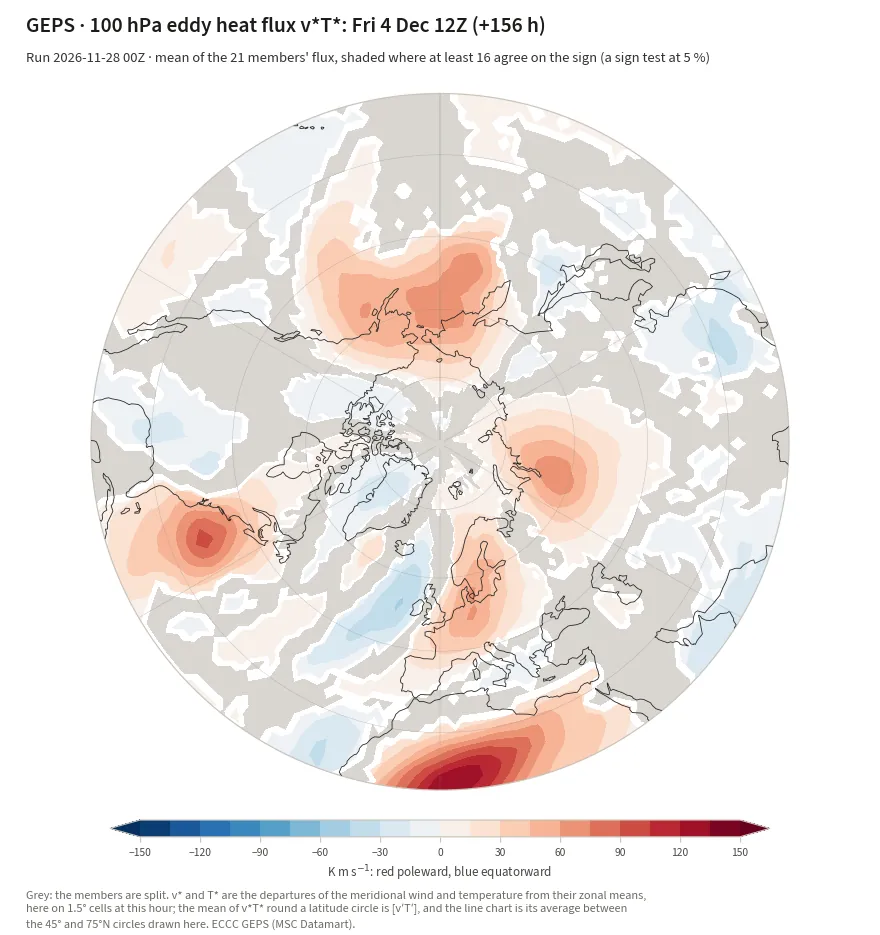 GEPS · 100 hPa eddy heat flux v*T*: Fri 4 Dec 12Z (+156 h)
Run 2026-11-28 00Z · mean of the 21 members' flux, shaded where at least 16 agree on the sign (a sign test at 5 %)
−150 −120 −90 −60 −30 0 30 60 90 120 150
K m s⁻¹: red poleward, blue equatorward
Grey: the members are split. v* and T* are the departures of the meridional wind and temperature from their zonal means,
here on 1.5° cells at this hour; the mean of v*T* round a latitude circle is [v′T′], and the line chart is its average between
the 45° and 75°N circles drawn here. ECCC GEPS (MSC Datamart).